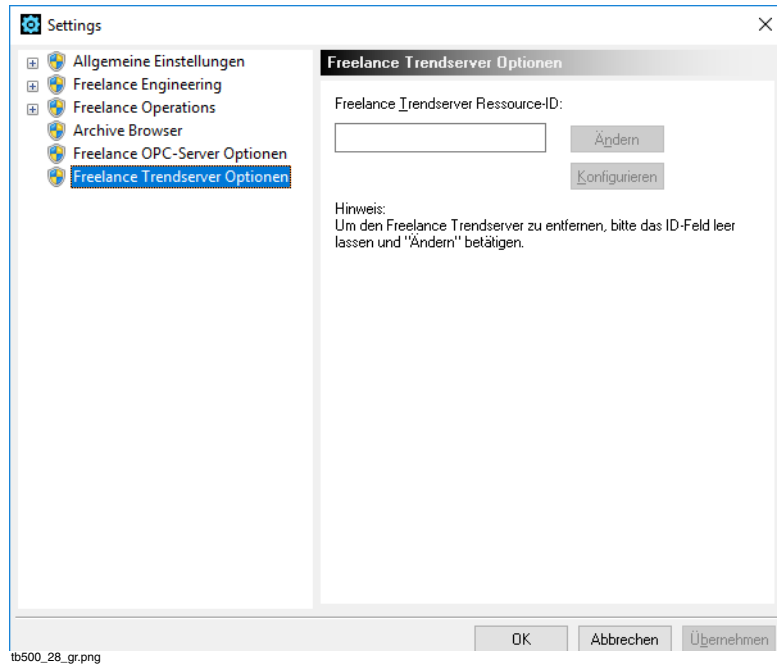 Settings
Allgemeine Einstellungen
Freelance Engineering
Freelance Operations
Archive Browser
Freelance OPC-Server Optionen
Freelance Trendserver Optionen
Freelance Trendserver Optionen
Freelance Trendserver Ressource-ID:
Ändern
Konfigurieren
Hinweis:
Um den Freelance Trendserver zu entfernen, bitte das ID-Feld leer
lassen und "Ändern" betätigen.
OK
Abbrechen
Übernehmen
tb500_28_gr.png